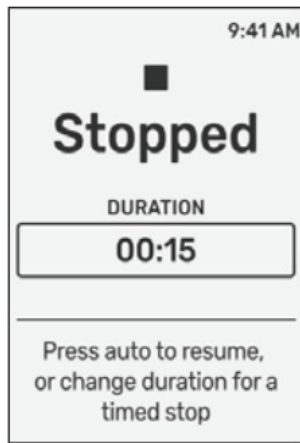 9:41 AM
Stopped
DURATION
00:15
Press auto to resume,
or change duration for a
timed stop